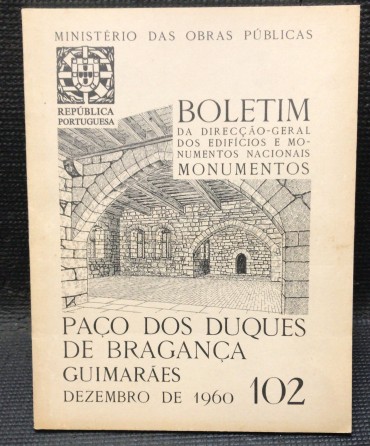 MINISTÉRIO DAS OBRAS PÚBLICAS
REPÚBLICA
PORTUGUESA
BOLETIM
DA DIRECÇÃO-GERAL
DOS EDIFÍCIOS E MO-
NUMENTOS NACIONAIS
MONUMENTOS
PAÇO DOS DUQUES
DE BRAGANÇA
GUIMARÃES
DEZEMBRO DE 1960 102